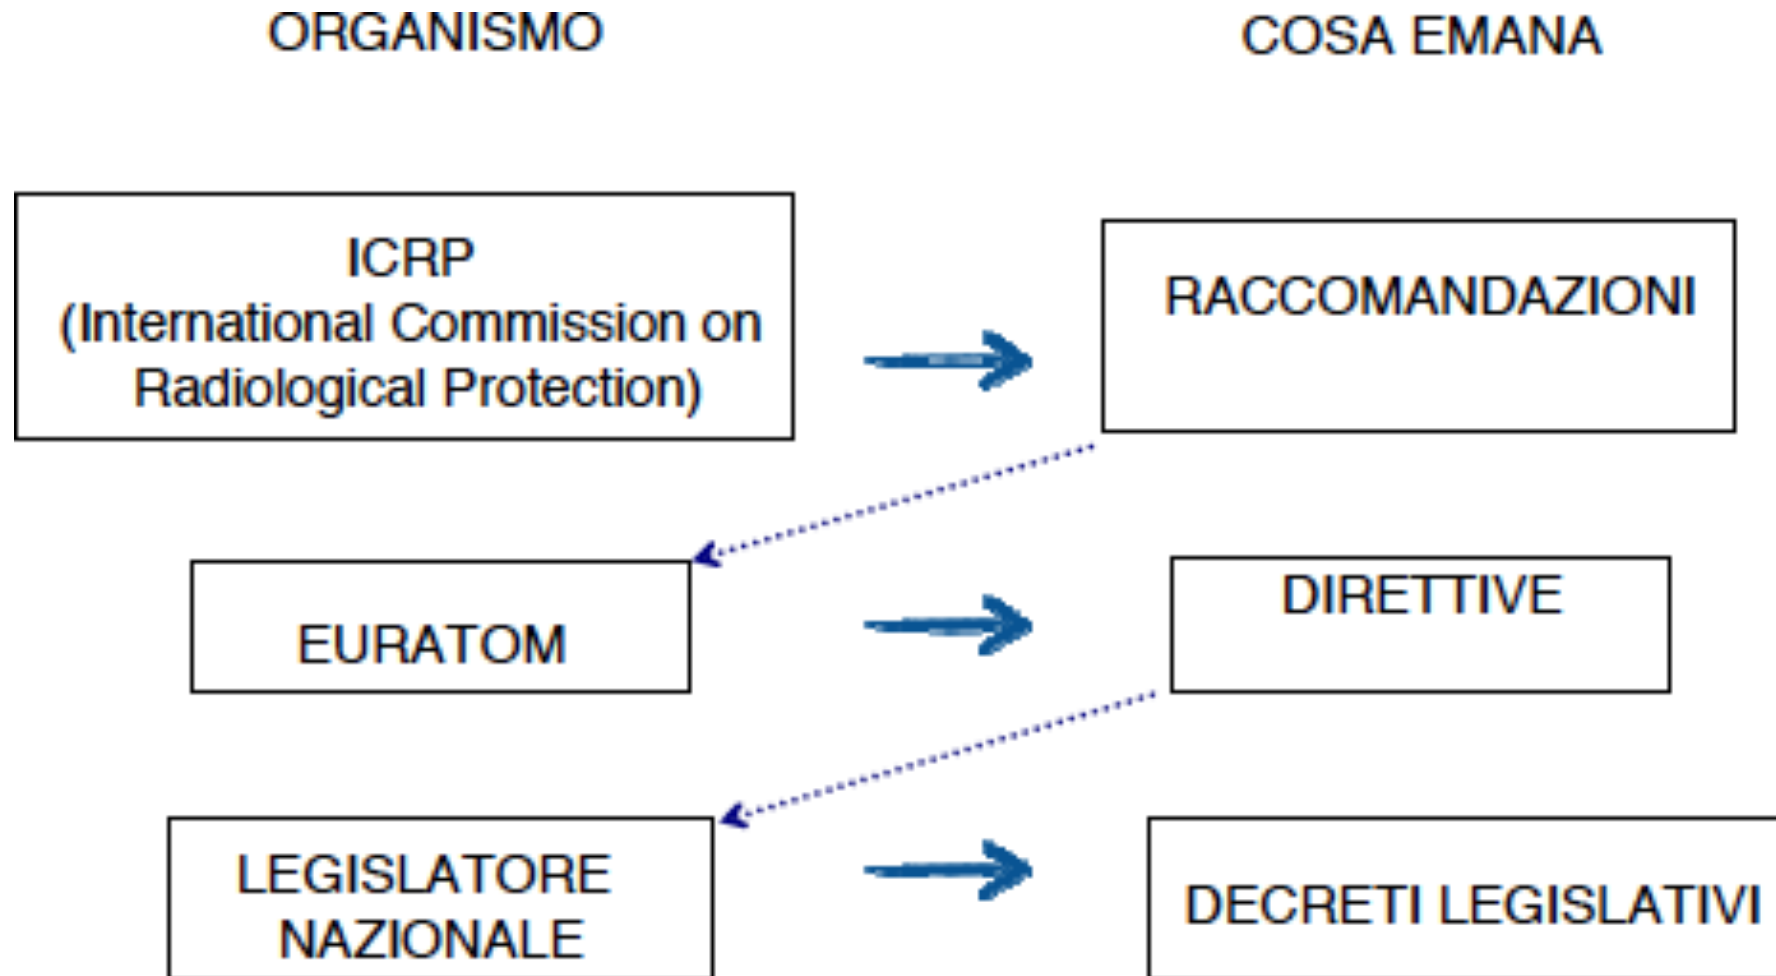 ORGANISMO
COSA EMANA
ICRP
(International Commission on
Radiological Protection)
RACCOMANDAZIONI
EURATOM
DIRETTIVE
LEGISLATORE
NAZIONALE
DECRETI LEGISLATIVI